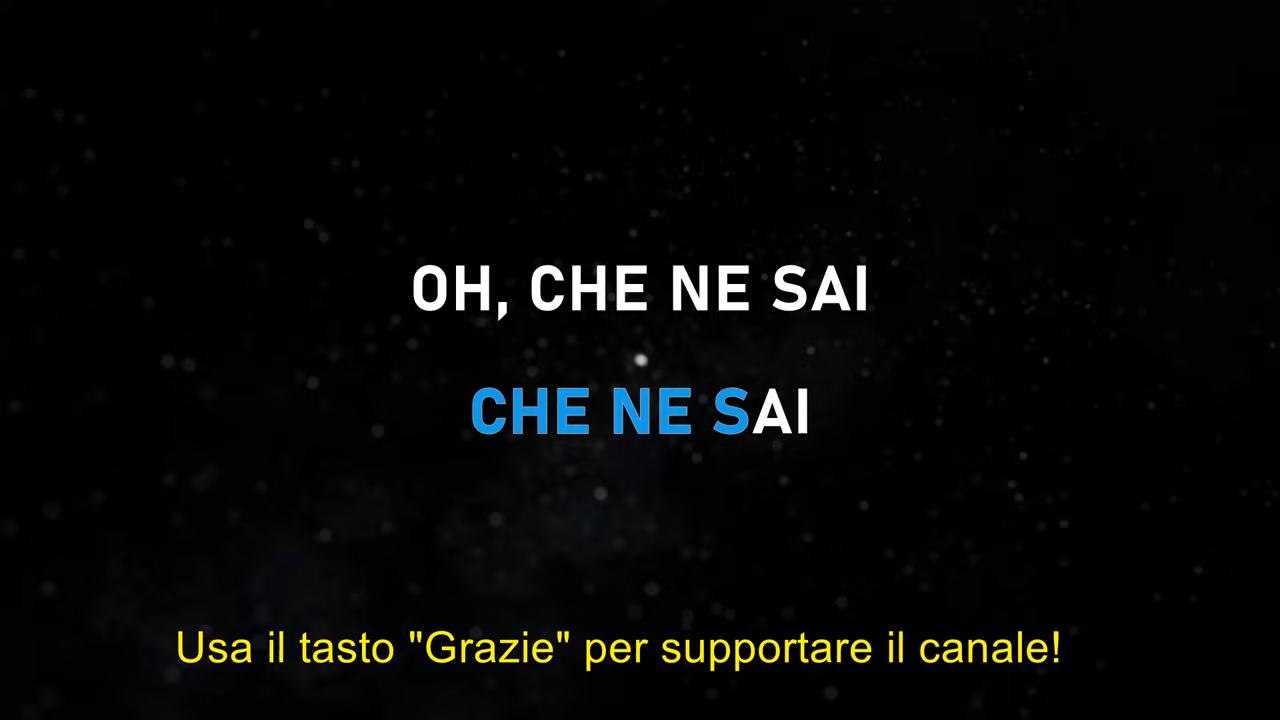 OH, CHE NE SAI
CHE NE SAI
Usa il tasto "Grazie" per supportare il canale!